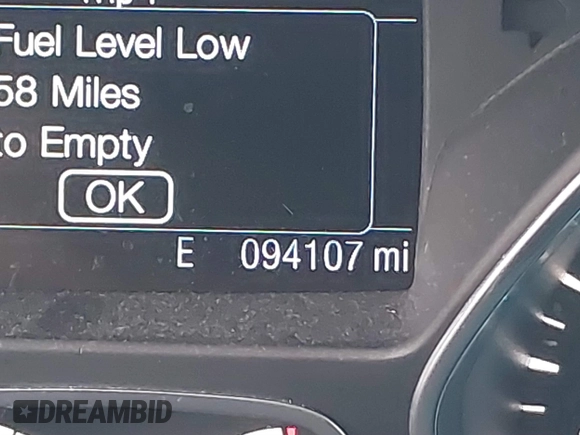 Fuel Level Low
58 Miles
to Empty
OK
E 094107 mi
DREAMBID